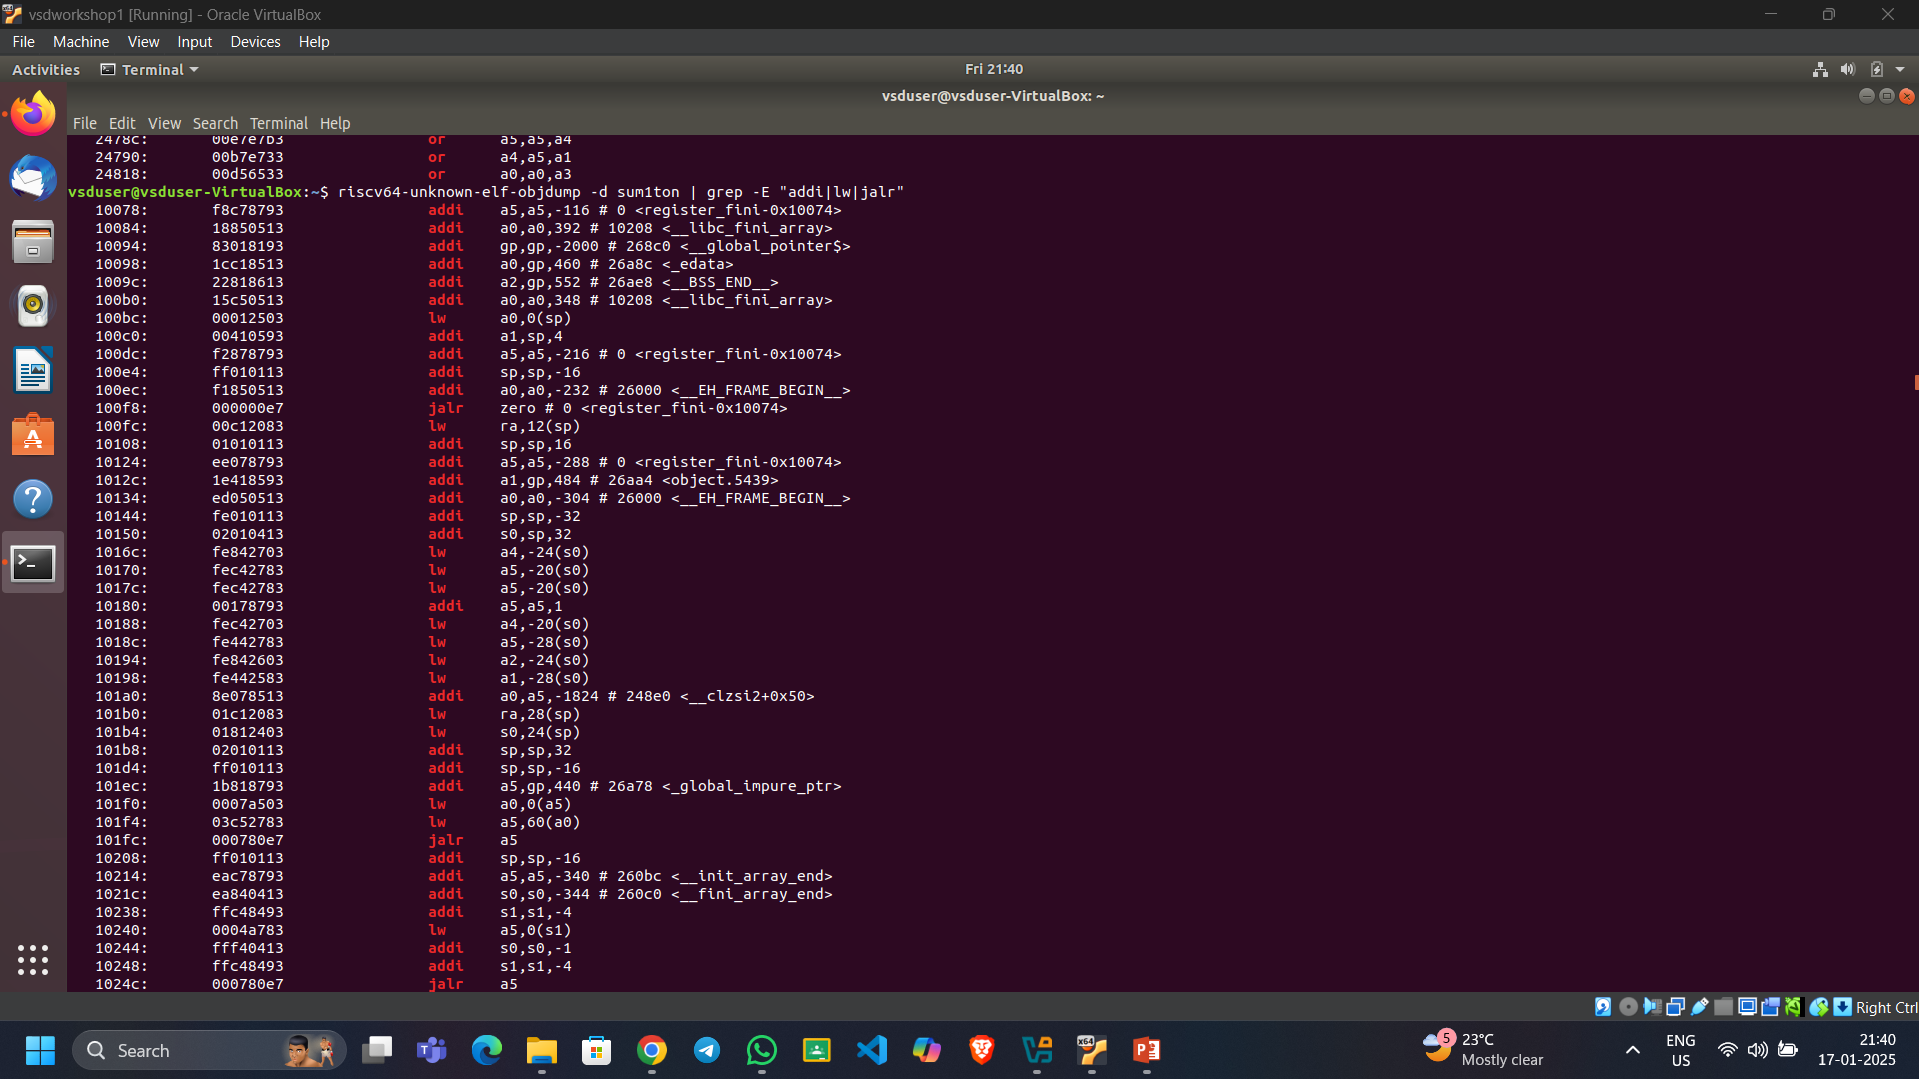 vsdworkshop1 [Running] - Oracle VirtualBox
File Machine View Input Devices Help
Activities Terminal Fri 21:40
vsduser@vsduser-VirtualBox: ~
File Edit View Search Terminal Help
2478c: 00e7e7b3 or a5,a5,a4
24790: 00b7e733 or a4,a5,a1
24818: 00d56533 or a0,a0,a3
vsduser@vsduser-VirtualBox:~$ riscv64-unknown-elf-objdump -d sum1ton | grep -E "addi|lw|jalr"
10078: f8c78793 addi a5,a5,-116 # 0 <register_fini-0x10074>
10084: 18850513 addi a0,a0,392 # 10208 <__libc_fini_array>
10094: 83018193 addi gp,gp,-2000 # 268c0 <__global_pointer$>
10098: 1cc18513 addi a0,gp,460 # 26a8c <_edata>
1009c: 22818613 addi a2,gp,552 # 26ae8 <__BSS_END__>
100b0: 15c50513 addi a0,a0,348 # 10208 <__libc_fini_array>
100bc: 00012503 lw a0,0(sp)
100c0: 00410593 addi a1,sp,4
100dc: f2878793 addi a5,a5,-216 # 0 <register_fini-0x10074>
100e4: ff010113 addi sp,sp,-16
100ec: f1850513 addi a0,a0,-232 # 26000 <__EH_FRAME_BEGIN__>
100f8: 000000e7 jalr zero # 0 <register_fini-0x10074>
100fc: 00c12083 lw ra,12(sp)
10108: 01010113 addi sp,sp,16
10124: ee078793 addi a5,a5,-288 # 0 <register_fini-0x10074>
1012c: 1e418593 addi a1,gp,484 # 26aa4 <object.5439>
10134: ed050513 addi a0,a0,-304 # 26000 <__EH_FRAME_BEGIN__>
10144: fe010113 addi sp,sp,-32
10150: 02010413 addi s0,sp,32
1016c: fe842703 lw a4,-24(s0)
10170: fec42783 lw a5,-20(s0)
1017c: fec42783 lw a5,-20(s0)
10180: 00178793 addi a5,a5,1
10188: fec42703 lw a4,-20(s0)
1018c: fe442783 lw a5,-28(s0)
10194: fe842603 lw a2,-24(s0)
10198: fe442583 lw a1,-28(s0)
101a0: 8e078513 addi a0,a5,-1824 # 248e0 <__clzsi2+0x50>
101b0: 01c12083 lw ra,28(sp)
101b4: 01812403 lw s0,24(sp)
101b8: 02010113 addi sp,sp,32
101d4: ff010113 addi sp,sp,-16
101ec: 1b818793 addi a5,gp,440 # 26a78 <_global_impure_ptr>
101f0: 0007a503 lw a0,0(a5)
101f4: 03c52783 lw a5,60(a0)
101fc: 000780e7 jalr a5
10208: ff010113 addi sp,sp,-16
10214: eac78793 addi a5,a5,-340 # 260bc <__init_array_end>
1021c: ea840413 addi s0,s0,-344 # 260c0 <__fini_array_end>
10238: ffc48493 addi s1,s1,-4
10240: 0004a783 lw a5,0(s1)
10244: fff40413 addi s0,s0,-1
10248: ffc48493 addi s1,s1,-4
1024c: 000780e7 jalr a5
Right Ctrl
Search
5
23°C
Mostly clear
ENG
US
21:40
17-01-2025